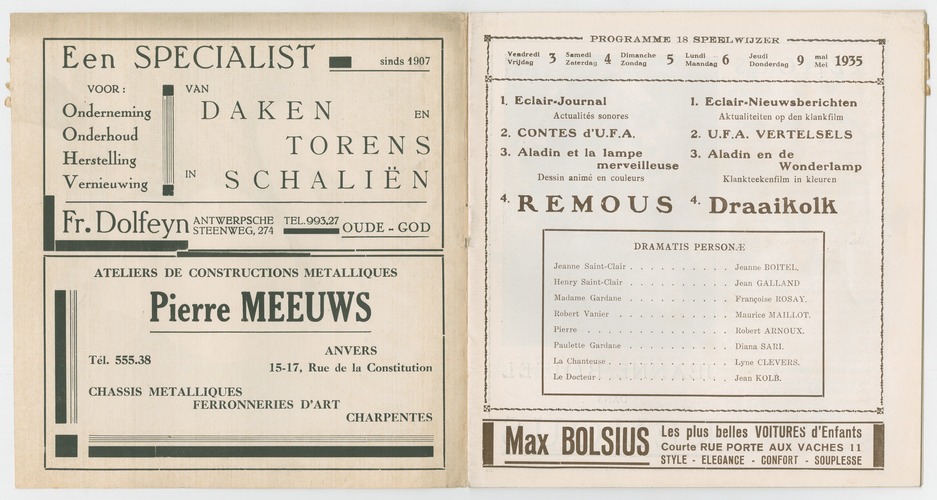 Een SPECIALIST sinds 1907
VOOR: VAN
Onderneming DAKEN EN
Onderhoud TORENS
Herstelling
Vernieuwing IN SCHALIËN
Fr. Dolfeyn ANTWERPSCHE STEENWEG, 274 TEL. 993.27 OUDE-GOD
ATELIERS DE CONSTRUCTIONS METALLIQUES
Pierre MEEUWS
Tél. 555.38
ANVERS
15-17, Rue de la Constitution
CHASSIS METALLIQUES
FERRONNERIES D'ART
CHARPENTES
PROGRAMME 18 SPEELWIJZER
Vendredi Vrijdag 3 Samedi Zaterdag 4 Dimanche Zondag 5 Lundi Maandag 6 Jeudi Donderdag 9 mai Mei 1935
1. Eclair-Journal
Actualités sonores
2. CONTES d'U.F.A.
3. Aladin et la lampe
merveilleuse
Dessin animé en couleurs
4. REMOUS
1. Eclair-Nieuwsberichten
Aktualiteiten op den klankfilm
2. U.F.A. VERTELSELS
3. Aladin en de
Wonderlamp
Klankteekenfilm in kleuren
4. Draaikolk
DRAMATIS PERSONÆ
Jeanne Saint-Clair . . . . . . . . . . Jeanne BOITEL.
Henry Saint-Clair . . . . . . . . . . Jean GALLAND
Madame Gardane . . . . . . . . . . Françoise ROSAY.
Robert Vanier . . . . . . . . . . Maurice MAILLOT.
Pierre . . . . . . . . . . Robert ARNOUX.
Paulette Gardane . . . . . . . . . . Diana SARI.
La Chanteuse . . . . . . . . . . Lyne CLEVERS.
Le Docteur . . . . . . . . . . Jean KOLB.
Max BOLSIUS
Les plus belles VOITURES d'Enfants
Courte RUE PORTE AUX VACHES 11
STYLE - ELEGANCE - CONFORT - SOUPLESSE